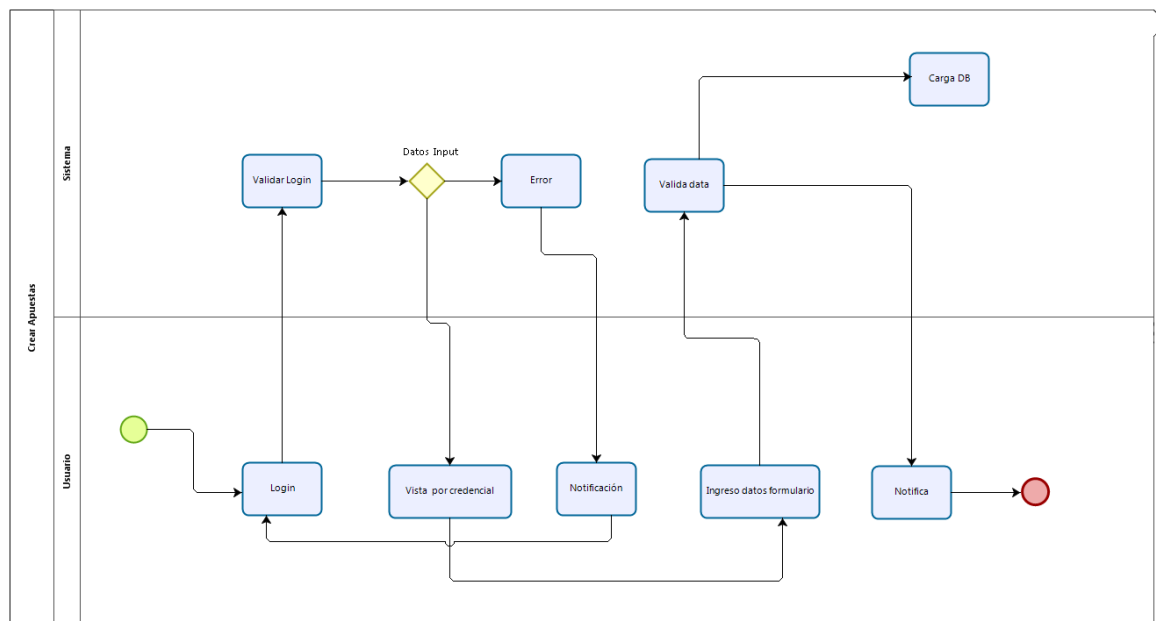 Crear Apuestas
Sistema
Carga DB
Datos Input
Validar Login
Error
Valida data
Usuario
Login
Vista por credencial
Notificación
Ingreso datos formulario
Notifica